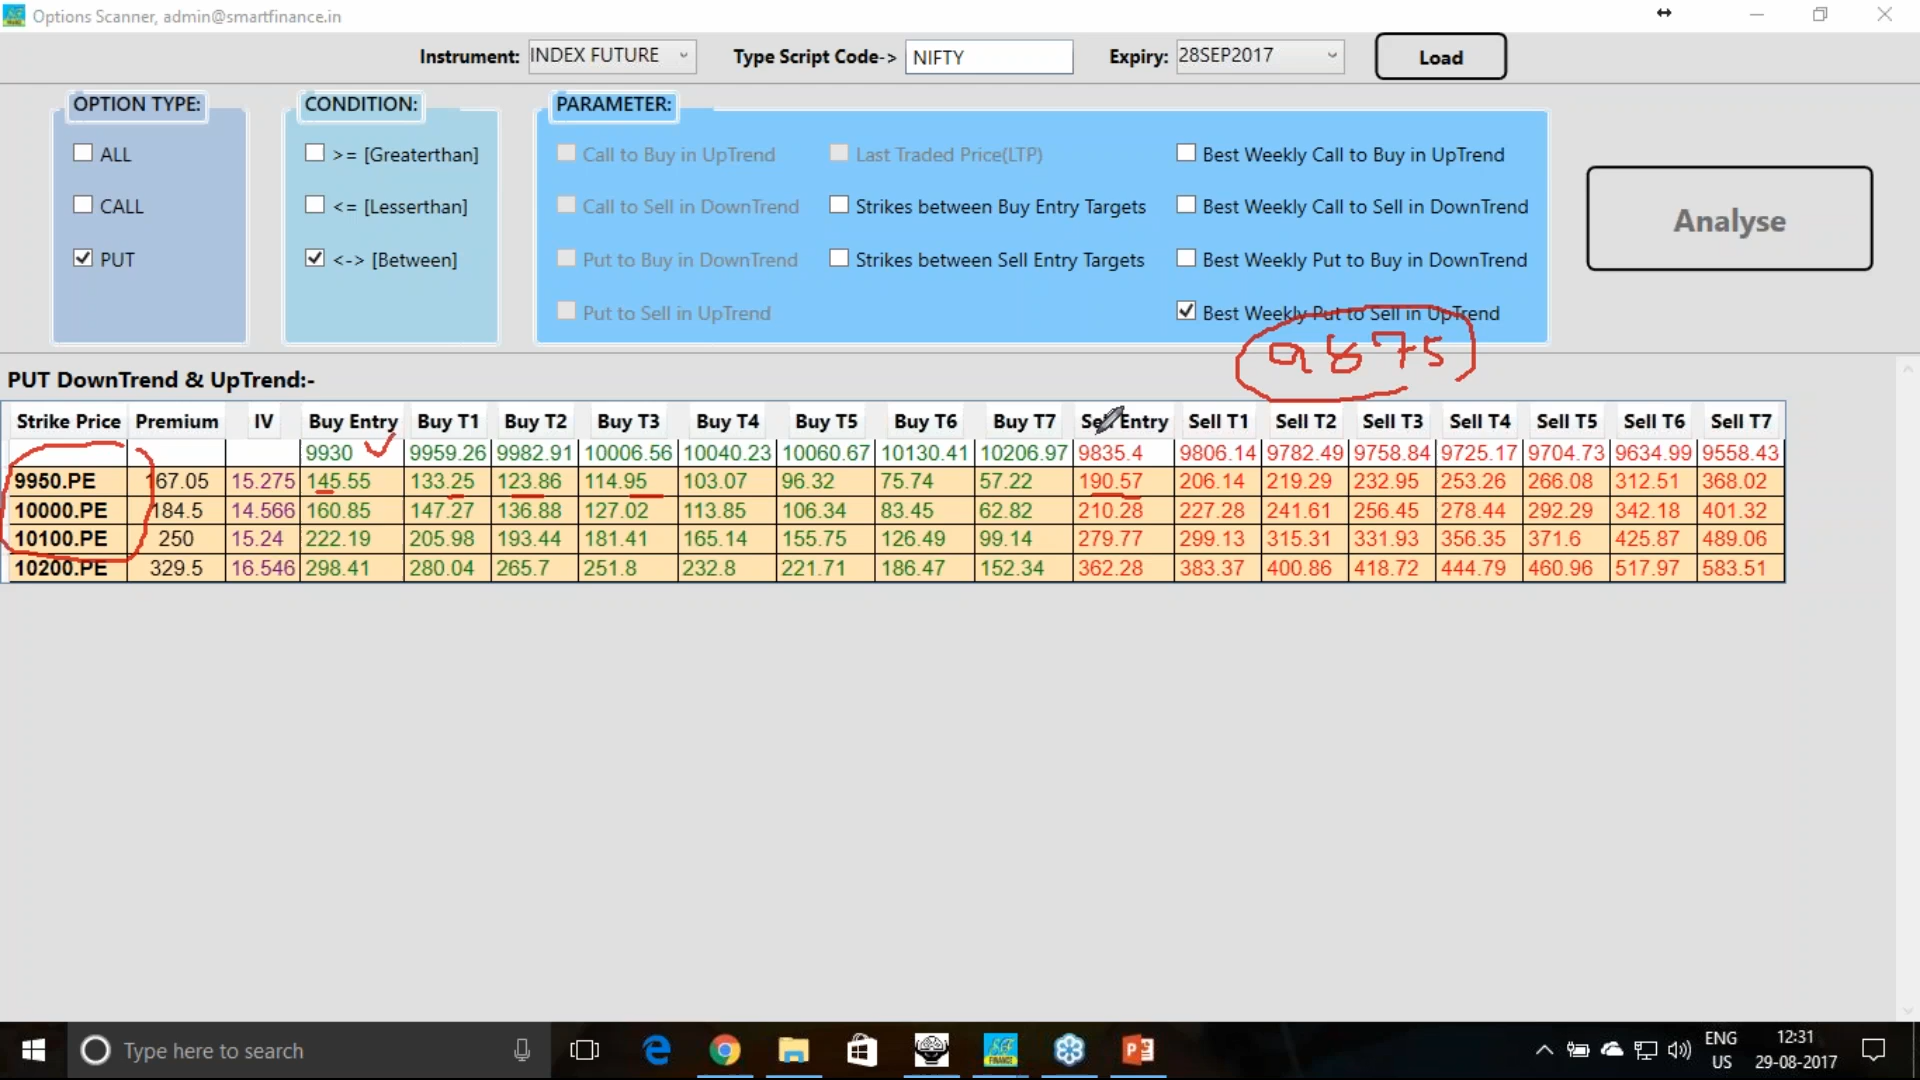 Options Scanner, admin@smartfinance.in
Instrument: INDEX FUTURE Type Script Code-> NIFTY Expiry: 28SEP2017 Load
OPTION TYPE: CONDITION: PARAMETER:
ALL >= [Greaterthan] Call to Buy in UpTrend Last Traded Price(LTP) Best Weekly Call to Buy in UpTrend
CALL <= [Lesserthan] Call to Sell in DownTrend Strikes between Buy Entry Targets Best Weekly Call to Sell in DownTrend
Analyse
PUT <-> [Between] Put to Buy in DownTrend Strikes between Sell Entry Targets Best Weekly Put to Buy in DownTrend
Put to Sell in UpTrend Best Weekly Put to Sell in UpTrend
9875
PUT DownTrend & UpTrend:-
Strike Price Premium IV Buy Entry Buy T1 Buy T2 Buy T3 Buy T4 Buy T5 Buy T6 Buy T7 Sell Entry Sell T1 Sell T2 Sell T3 Sell T4 Sell T5 Sell T6 Sell T7
9930 9959.26 9982.91 10006.56 10040.23 10060.67 10130.41 10206.97 9835.4 9806.14 9782.49 9758.84 9725.17 9704.73 9634.99 9558.43
9950.PE 167.05 15.275 145.55 133.25 123.86 114.95 103.07 96.32 75.74 57.22 190.57 206.14 219.29 232.95 253.26 266.08 312.51 368.02
10000.PE 184.5 14.566 160.85 147.27 136.88 127.02 113.85 106.34 83.45 62.82 210.28 227.28 241.61 256.45 278.44 292.29 342.18 401.32
10100.PE 250 15.24 222.19 205.98 193.44 181.41 165.14 155.75 126.49 99.14 279.77 299.13 315.31 331.93 356.35 371.6 425.87 489.06
10200.PE 329.5 16.546 298.41 280.04 265.7 251.8 232.8 221.71 186.47 152.34 362.28 383.37 400.86 418.72 444.79 460.96 517.97 583.51
Type here to search
ENG 12:31
US 29-08-2017